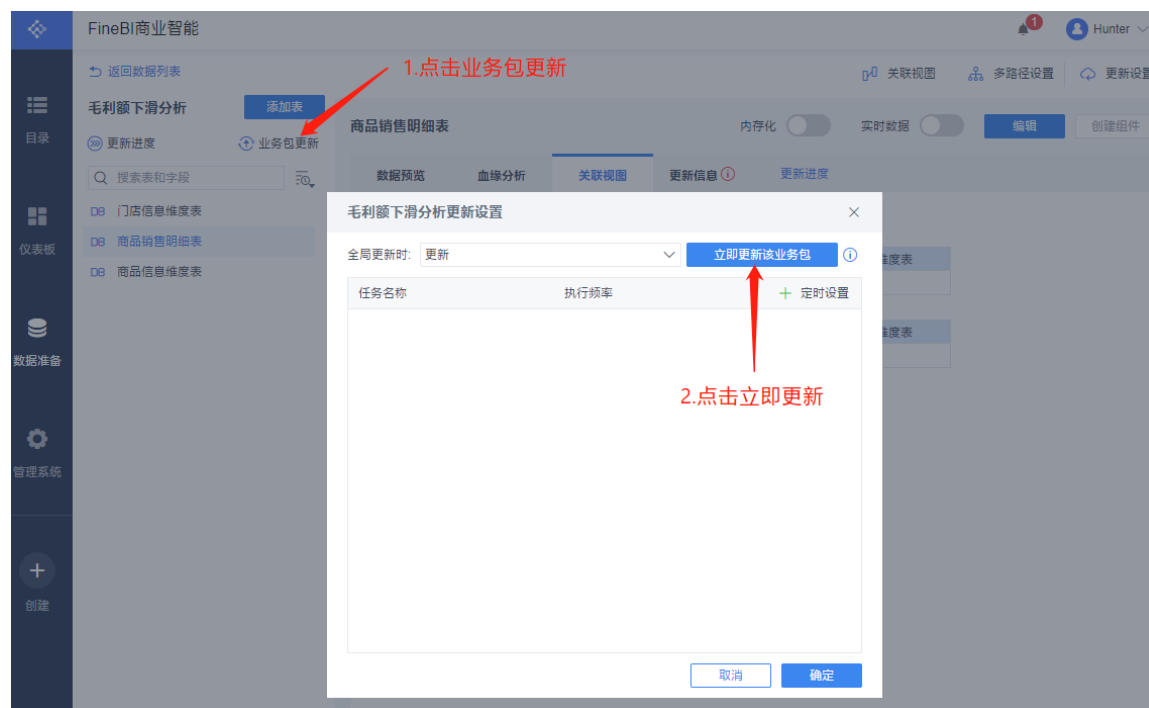 FineBI商业智能
1
Hunter
返回数据列表
1.点击业务包更新
关联视图
多路径设置
更新设置
毛利额下滑分析
添加表
商品销售明细表
内存化
实时数据
编辑
创建组件
目录
更新进度
业务包更新
搜索表和字段
数据预览
血缘分析
关联视图
更新信息
更新进度
DB 门店信息维度表
DB 商品销售明细表
DB 商品信息维度表
仪表板
毛利额下滑分析更新设置
全局更新时:
更新
立即更新该业务包
维度表
任务名称
执行频率
定时设置
维度表
数据准备
2.点击立即更新
管理系统
创建
取消
确定